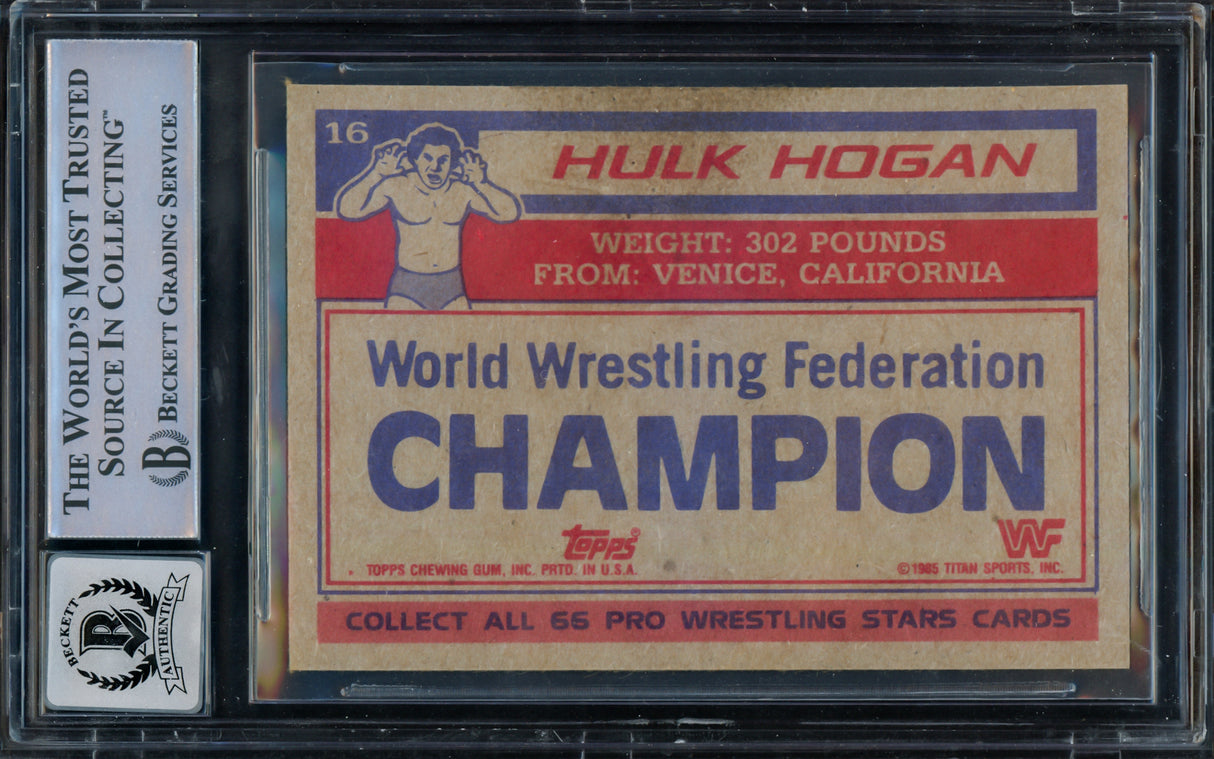 THE WORLD'S MOST TRUSTED
SOURCE IN COLLECTING™
B BECKETT GRADING SERVICES
BECKETT
B
AUTHENTIC
16
HULK HOGAN
WEIGHT: 302 POUNDS
FROM: VENICE, CALIFORNIA
World Wrestling Federation
CHAMPION
topps®
WF
TOPPS CHEWING GUM, INC. PRTD. IN U.S.A.
©1985 TITAN SPORTS, INC.
COLLECT ALL 66 PRO WRESTLING STARS CARDS